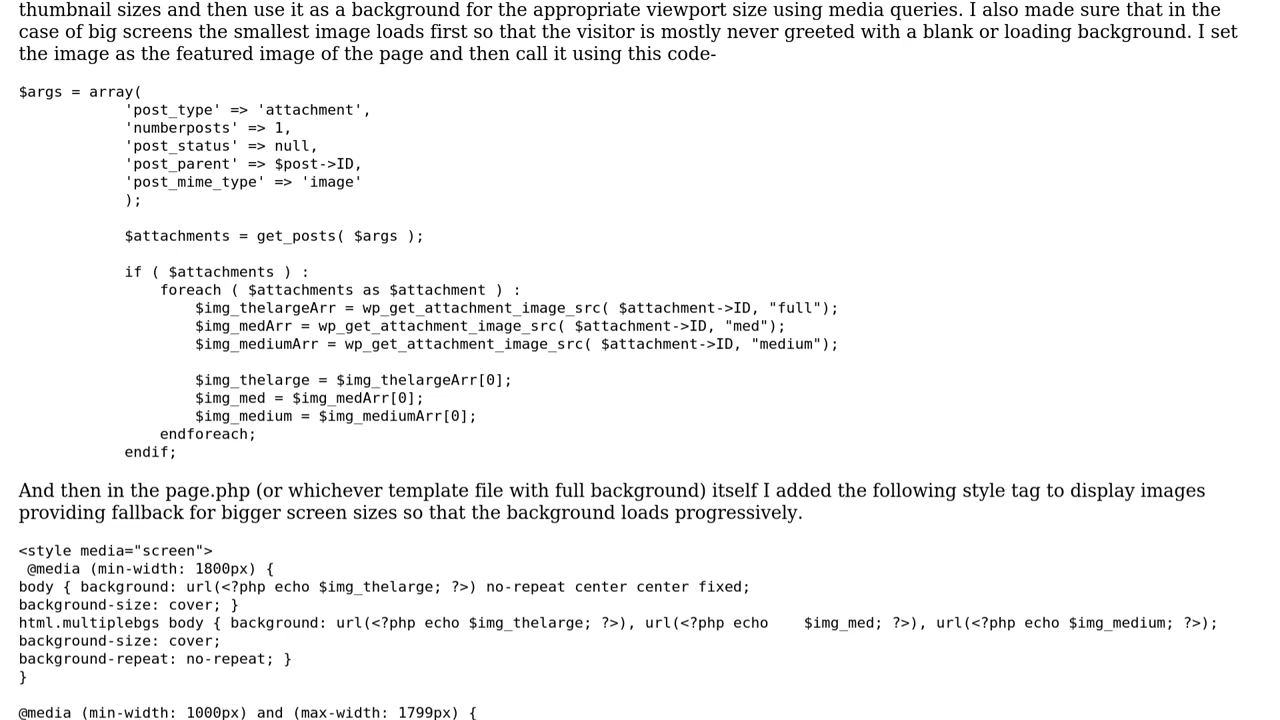 thumbnail sizes and then use it as a background for the appropriate viewport size using media queries. I also made sure that in the
case of big screens the smallest image loads first so that the visitor is mostly never greeted with a blank or loading background. I set
the image as the featured image of the page and then call it using this code-
$args = array(
'post_type' => 'attachment',
'numberposts' => 1,
'post_status' => null,
'post_parent' => $post->ID,
'post_mime_type' => 'image'
);
$attachments = get_posts( $args );
if ( $attachments ) :
foreach ( $attachments as $attachment ) :
$img_thelargeArr = wp_get_attachment_image_src( $attachment->ID, "full");
$img_medArr = wp_get_attachment_image_src( $attachment->ID, "med");
$img_mediumArr = wp_get_attachment_image_src( $attachment->ID, "medium");
$img_thelarge = $img_thelargeArr[0];
$img_med = $img_medArr[0];
$img_medium = $img_mediumArr[0];
endforeach;
endif;
And then in the page.php (or whichever template file with full background) itself I added the following style tag to display images
providing fallback for bigger screen sizes so that the background loads progressively.
<style media="screen">
@media (min-width: 1800px) {
body { background: url(<?php echo $img_thelarge; ?>) no-repeat center center fixed;
background-size: cover; }
html.multiplebgs body { background: url(<?php echo $img_thelarge; ?>), url(<?php echo    $img_med; ?>), url(<?php echo $img_medium; ?>);
background-size: cover;
background-repeat: no-repeat; }
}
@media (min-width: 1000px) and (max-width: 1799px) {